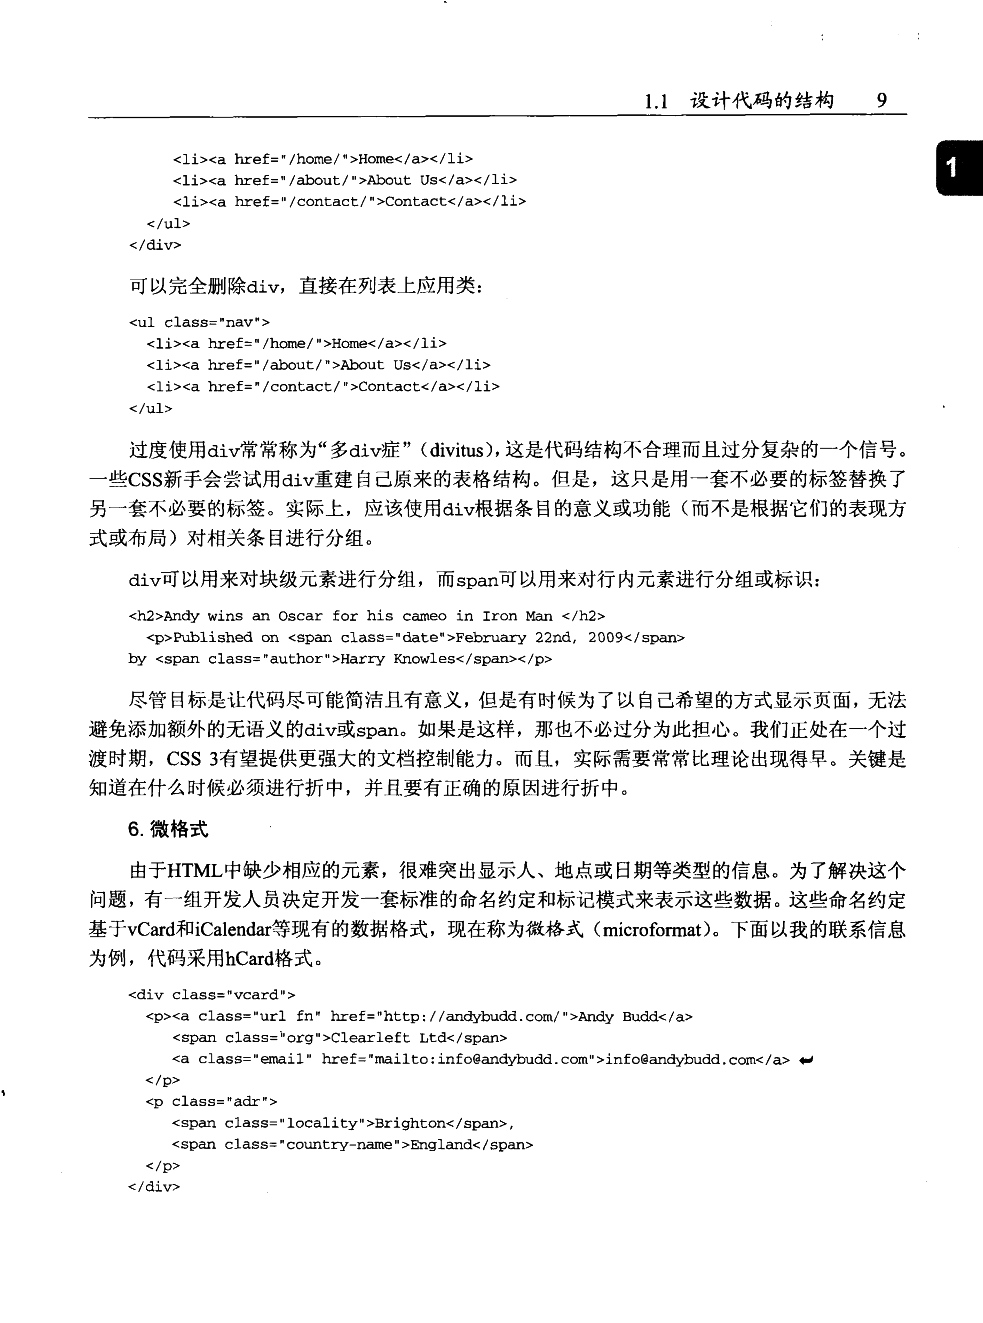 1.1 设计代码的结构 9
1
<li><a href="/home/">Home</a></li>
<li><a href="/about/">About Us</a></li>
<li><a href="/contact/">Contact</a></li>
</ul>
</div>
可以完全删除div，直接在列表上应用类：
<ul class="nav">
<li><a href="/home/">Home</a></li>
<li><a href="/about/">About Us</a></li>
<li><a href="/contact/">Contact</a></li>
</ul>
过度使用div常常称为“多div症”（divitus），这是代码结构不合理而且过分复杂的一个信号。
一些CSS新手会尝试用div重建自己原来的表格结构。但是，这只是用一套不必要的标签替换了
另一套不必要的标签。实际上，应该使用div根据条目的意义或功能（而不是根据它们的表现方
式或布局）对相关条目进行分组。
div可以用来对块级元素进行分组，而span可以用来对行内元素进行分组或标识：
<h2>Andy wins an Oscar for his cameo in Iron Man </h2>
<p>Published on <span class="date">February 22nd, 2009</span>
by <span class="author">Harry Knowles</span></p>
尽管目标是让代码尽可能简洁且有意义，但是有时候为了以自己希望的方式显示页面，无法
避免添加额外的无语义的div或span。如果是这样，那也不必过分为此担心。我们正处在一个过
渡时期，CSS 3有望提供更强大的文档控制能力。而且，实际需要常常比理论出现得早。关键是
知道在什么时候必须进行折中，并且要有正确的原因进行折中。
6. 微格式
由于HTML中缺少相应的元素，很难突出显示人、地点或日期等类型的信息。为了解决这个
问题，有一组开发人员决定开发一套标准的命名约定和标记模式来表示这些数据。这些命名约定
基于vCard和iCalendar等现有的数据格式，现在称为微格式（microformat）。下面以我的联系信息
为例，代码采用hCard格式。
<div class="vcard">
<p><a class="url fn" href="http://andybudd.com/">Andy Budd</a>
<span class="org">Clearleft Ltd</span>
<a class="email" href="mailto:info@andybudd.com">info@andybudd.com</a> ↵
</p>
<p class="adr">
<span class="locality">Brighton</span>,
<span class="country-name">England</span>
</p>
</div>